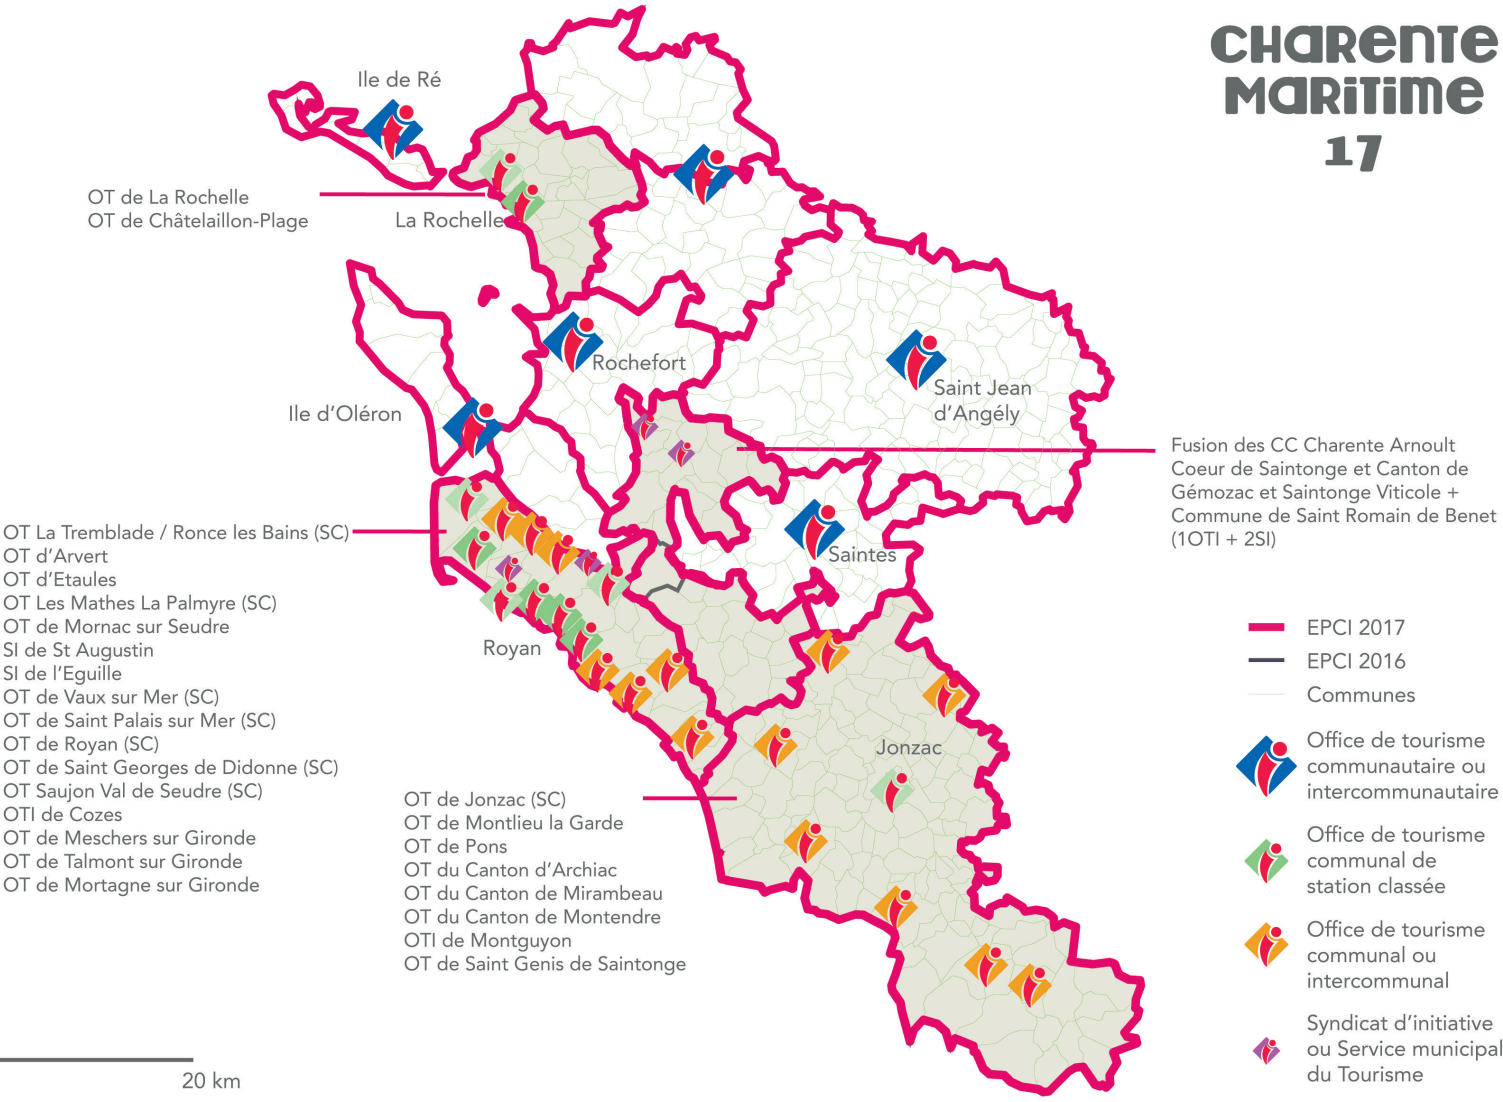 CHARENTE
MARITIME
17
Ile de Ré
OT de La Rochelle
OT de Châtelaillon-Plage
La Rochelle
Rochefort
Saint Jean
d'Angély
Ile d'Oléron
Fusion des CC Charente Arnoult
Coeur de Saintonge et Canton de
Gémozac et Saintonge Viticole +
Commune de Saint Romain de Benet
(1OTI + 2SI)
Saintes
OT La Tremblade / Ronce les Bains (SC)
OT d'Arvert
OT d'Etaules
OT Les Mathes La Palmyre (SC)
OT de Mornac sur Seudre
SI de St Augustin
SI de l'Eguille
OT de Vaux sur Mer (SC)
OT de Saint Palais sur Mer (SC)
OT de Royan (SC)
OT de Saint Georges de Didonne (SC)
OT Saujon Val de Seudre (SC)
OTI de Cozes
OT de Meschers sur Gironde
OT de Talmont sur Gironde
OT de Mortagne sur Gironde
Royan
Jonzac
OT de Jonzac (SC)
OT de Montlieu la Garde
OT de Pons
OT du Canton d'Archiac
OT du Canton de Mirambeau
OT du Canton de Montendre
OTI de Montguyon
OT de Saint Genis de Saintonge
EPCI 2017
EPCI 2016
Communes
Office de tourisme
communautaire ou
intercommunautaire
Office de tourisme
communal de
station classée
Office de tourisme
communal ou
intercommunal
Syndicat d'initiative
ou Service municipal
du Tourisme
20 km